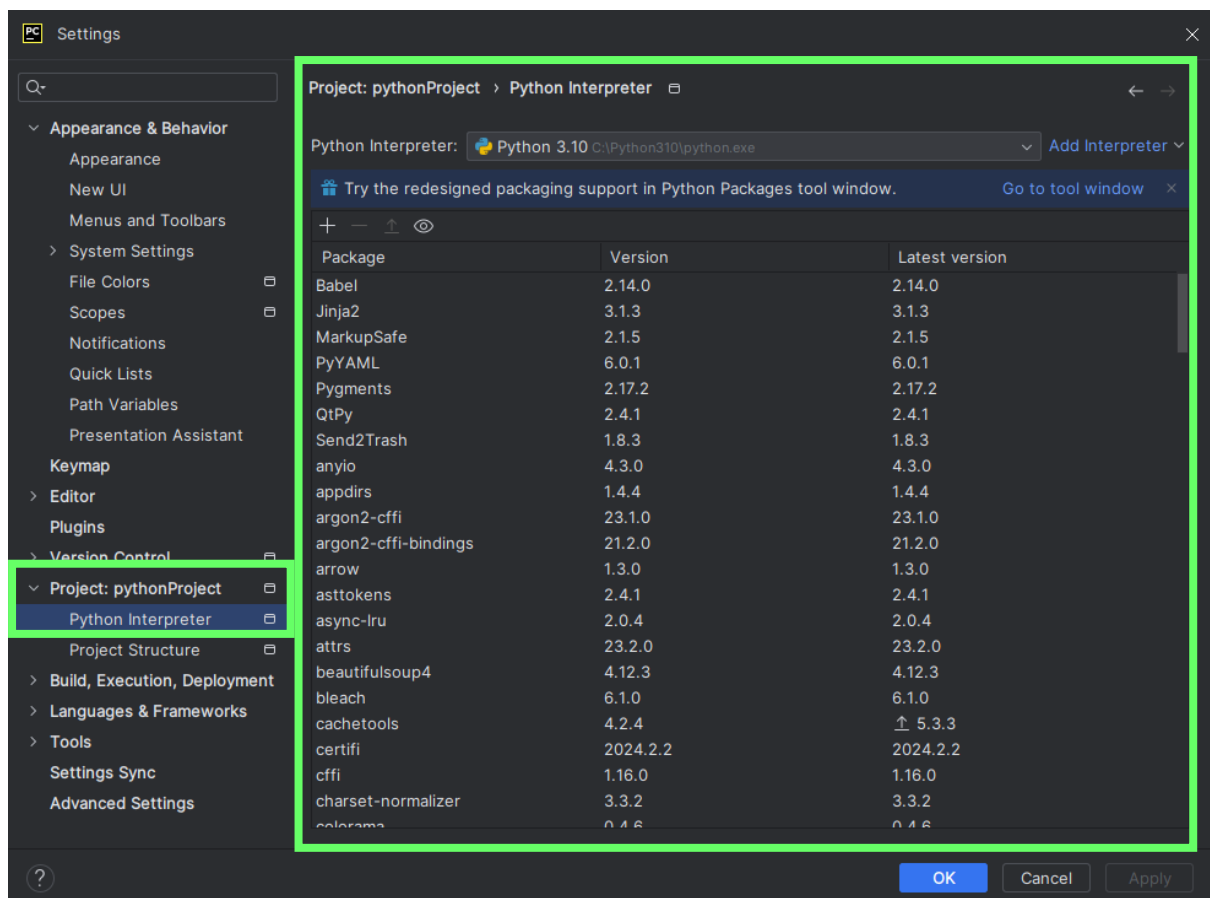 PC Settings
Appearance & Behavior
Appearance
New UI
Menus and Toolbars
System Settings
File Colors
Scopes
Notifications
Quick Lists
Path Variables
Presentation Assistant
Keymap
Editor
Plugins
Version Control
Project: pythonProject
Python Interpreter
Project Structure
Build, Execution, Deployment
Languages & Frameworks
Tools
Settings Sync
Advanced Settings
Project: pythonProject › Python Interpreter
Python Interpreter: Python 3.10 C:\Python310\python.exe Add Interpreter
Try the redesigned packaging support in Python Packages tool window. Go to tool window
Package Version Latest version
Babel 2.14.0 2.14.0
Jinja2 3.1.3 3.1.3
MarkupSafe 2.1.5 2.1.5
PyYAML 6.0.1 6.0.1
Pygments 2.17.2 2.17.2
QtPy 2.4.1 2.4.1
Send2Trash 1.8.3 1.8.3
anyio 4.3.0 4.3.0
appdirs 1.4.4 1.4.4
argon2-cffi 23.1.0 23.1.0
argon2-cffi-bindings 21.2.0 21.2.0
arrow 1.3.0 1.3.0
asttokens 2.4.1 2.4.1
async-lru 2.0.4 2.0.4
attrs 23.2.0 23.2.0
beautifulsoup4 4.12.3 4.12.3
bleach 6.1.0 6.1.0
cachetools 4.2.4 5.3.3
certifi 2024.2.2 2024.2.2
cffi 1.16.0 1.16.0
charset-normalizer 3.3.2 3.3.2
colorama 0.4.6 0.4.6
? OK Cancel Apply